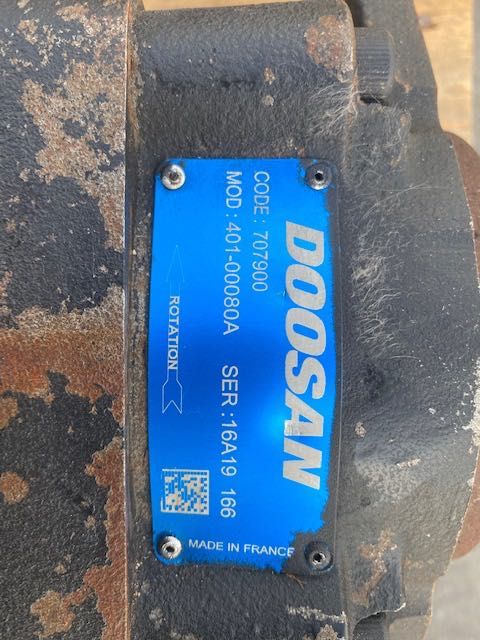 DOOSAN
CODE: 707900
MOD: 401-00080A SER:16A19 166
ROTATION
MADE IN FRANCE